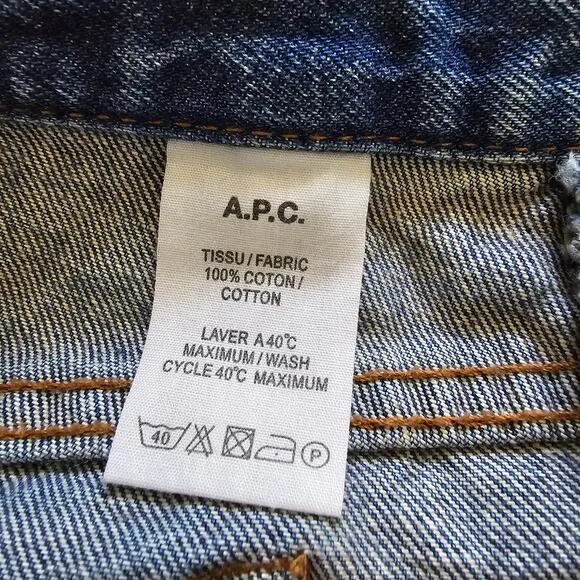 A.P.C.
TISSU / FABRIC
100% COTON /
COTTON
LAVER A 40°C
MAXIMUM / WASH
CYCLE 40°C MAXIMUM
40
P